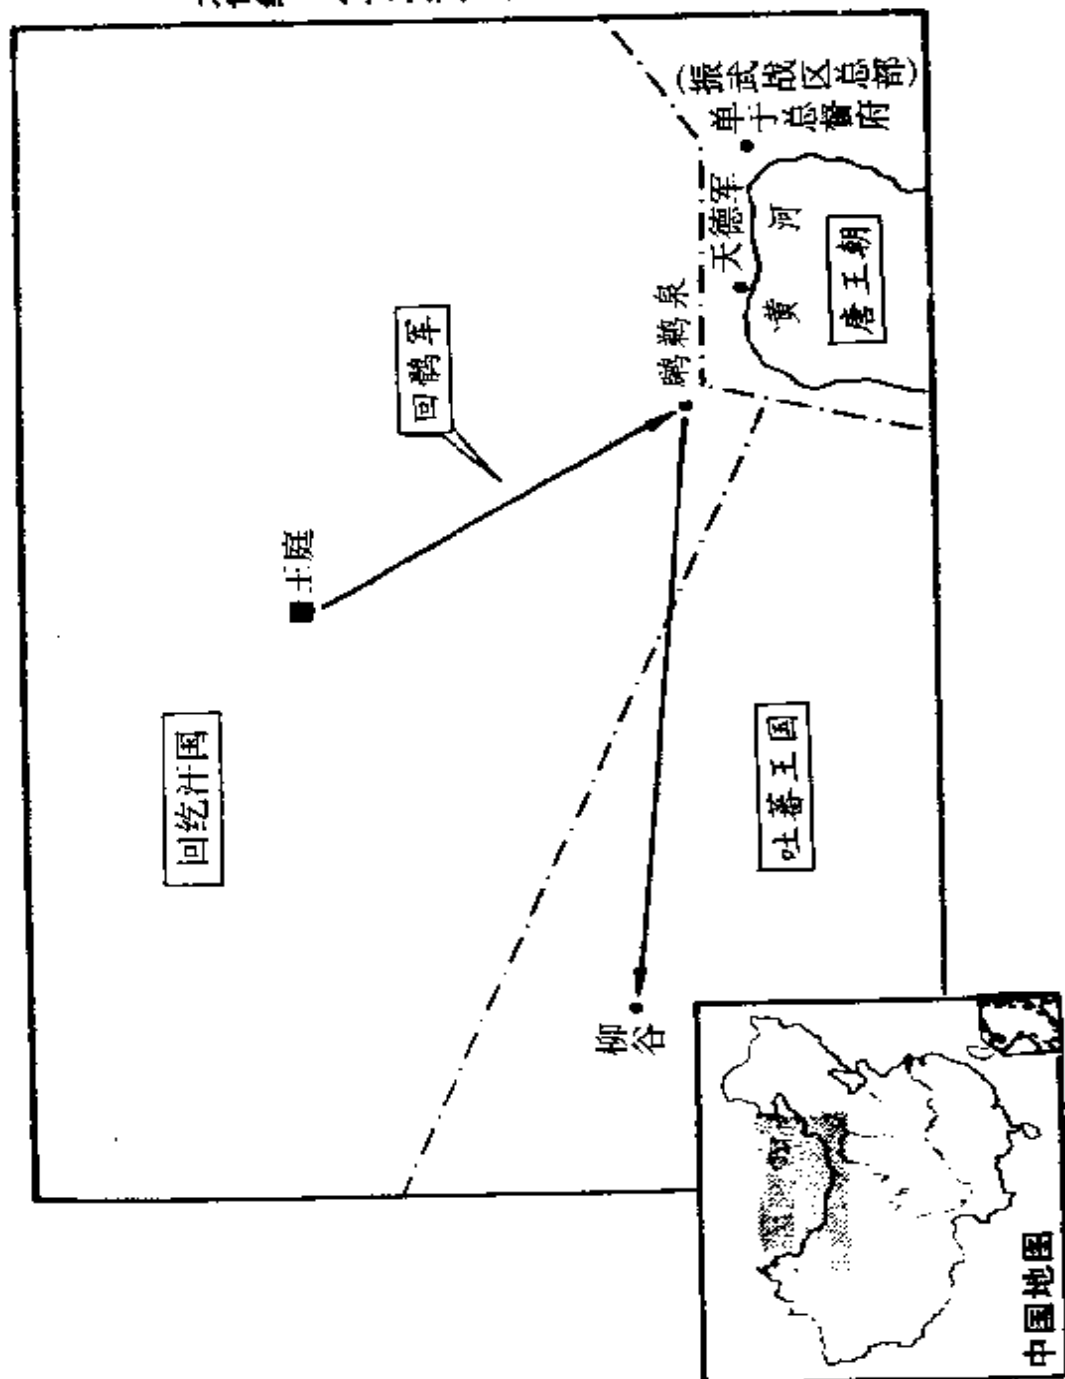 回纥汗国
王庭
回鹘军
鸊鹈泉
(振武战区总部)
单于总督府
天德军
黄河
唐王朝
吐蕃王国
柳谷
中国地图